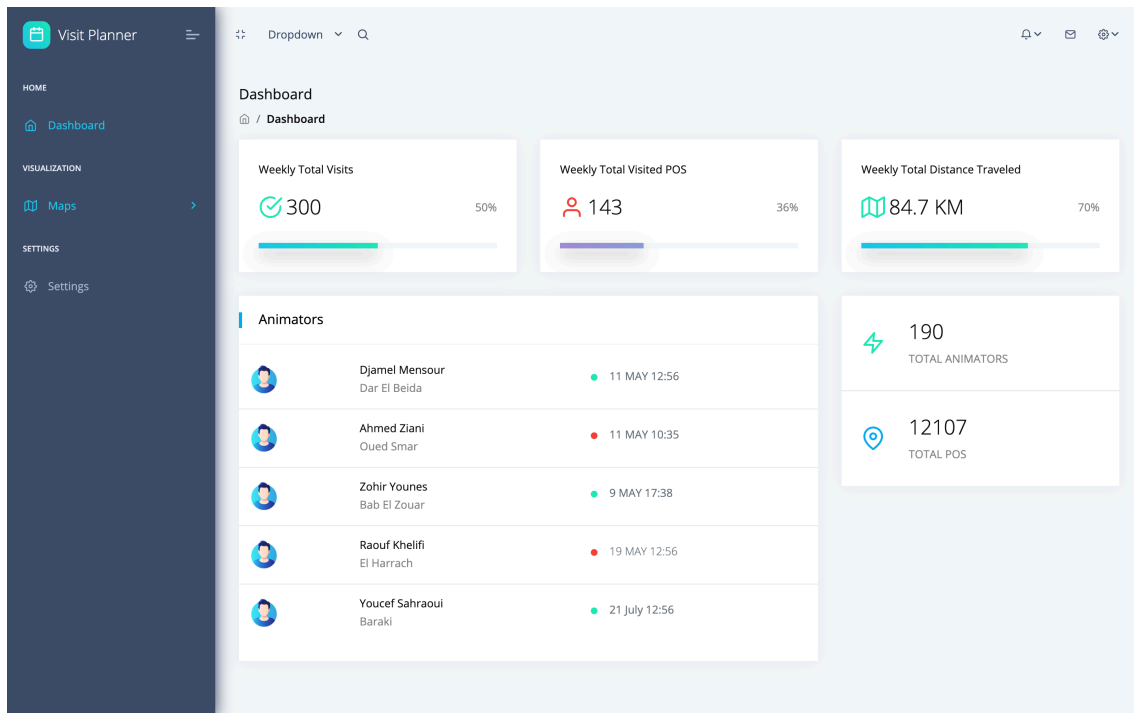 Visit Planner
Dropdown
HOME
Dashboard
VISUALIZATION
Maps
SETTINGS
Settings
Dashboard
/ Dashboard
Weekly Total Visits
300
50%
Weekly Total Visited POS
143
36%
Weekly Total Distance Traveled
84.7 KM
70%
Animators
Djamel Mensour
Dar El Beida
11 MAY 12:56
Ahmed Ziani
Oued Smar
11 MAY 10:35
Zohir Younes
Bab El Zouar
9 MAY 17:38
Raouf Khelifi
El Harrach
19 MAY 12:56
Youcef Sahraoui
Baraki
21 July 12:56
190
TOTAL ANIMATORS
12107
TOTAL POS